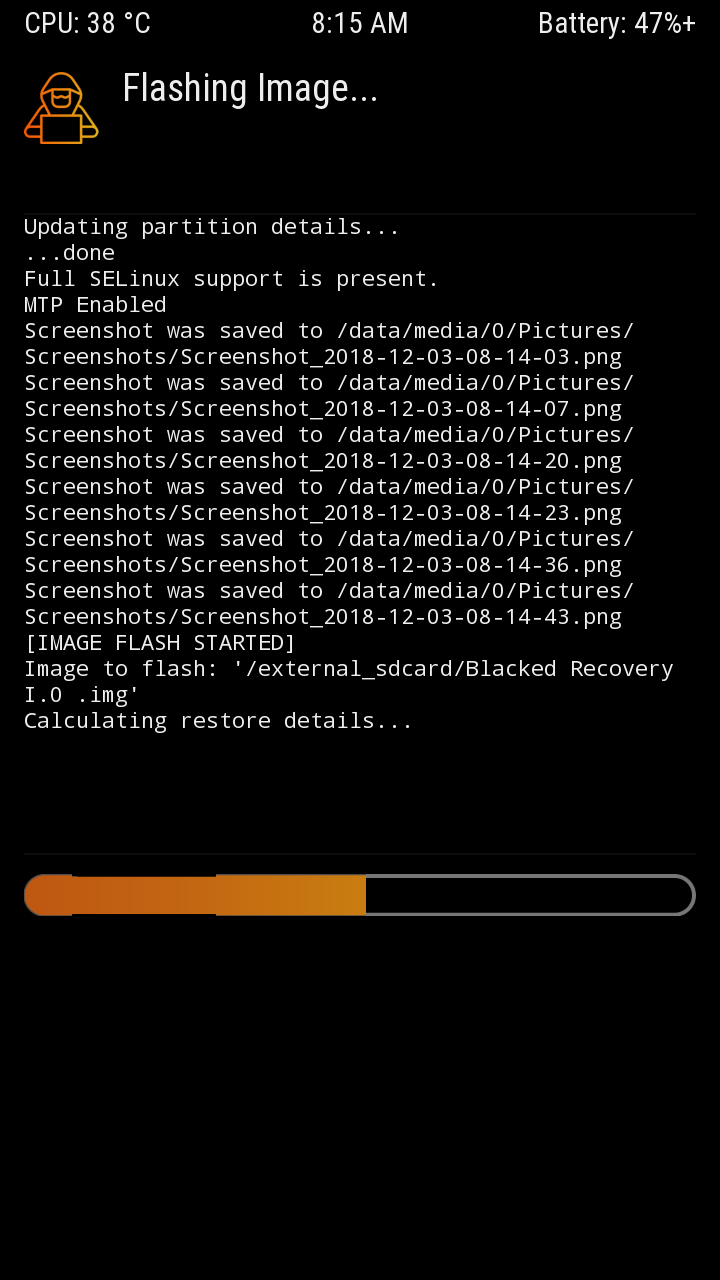 CPU: 38 °C 8:15 AM Battery: 47%+
Flashing Image...
Updating partition details...
...done
Full SELinux support is present.
MTP Enabled
Screenshot was saved to /data/media/0/Pictures/
Screenshots/Screenshot_2018-12-03-08-14-03.png
Screenshot was saved to /data/media/0/Pictures/
Screenshots/Screenshot_2018-12-03-08-14-07.png
Screenshot was saved to /data/media/0/Pictures/
Screenshots/Screenshot_2018-12-03-08-14-20.png
Screenshot was saved to /data/media/0/Pictures/
Screenshots/Screenshot_2018-12-03-08-14-23.png
Screenshot was saved to /data/media/0/Pictures/
Screenshots/Screenshot_2018-12-03-08-14-36.png
Screenshot was saved to /data/media/0/Pictures/
Screenshots/Screenshot_2018-12-03-08-14-43.png
[IMAGE FLASH STARTED]
Image to flash: '/external_sdcard/Blacked Recovery
I.O .img'
Calculating restore details...